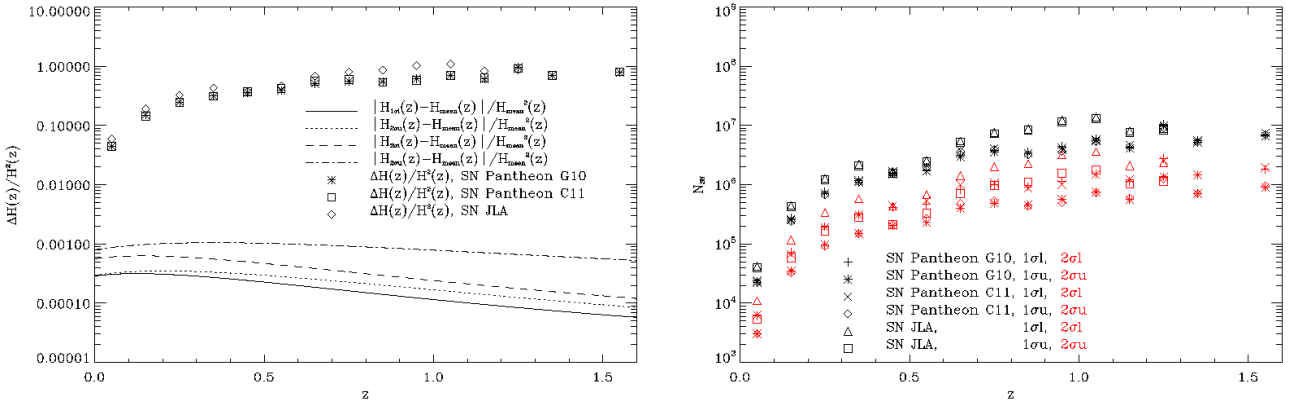 1.00000
0.10000
0.01000
0.00100
0.00010
0.00001
ΔH(z)/H²(z)
|H1σl(z)−Hmean(z)|/Hmean²(z)
|H1σu(z)−Hmean(z)|/Hmean²(z)
|H2σl(z)−Hmean(z)|/Hmean²(z)
|H2σu(z)−Hmean(z)|/Hmean²(z)
ΔH(z)/H²(z), SN Pantheon G10
ΔH(z)/H²(z), SN Pantheon C11
ΔH(z)/H²(z), SN JLA
0.0 0.5 1.0 1.5
z
10⁹
10⁸
10⁷
10⁶
10⁵
10⁴
10³
SN Pantheon G10, 1σl, 2σl
SN Pantheon G10, 1σu, 2σu
SN Pantheon C11, 1σl, 2σl
SN Pantheon C11, 1σu, 2σu
SN JLA, 1σl, 2σl
SN JLA, 1σu, 2σu
0.0 0.5 1.0 1.5
z